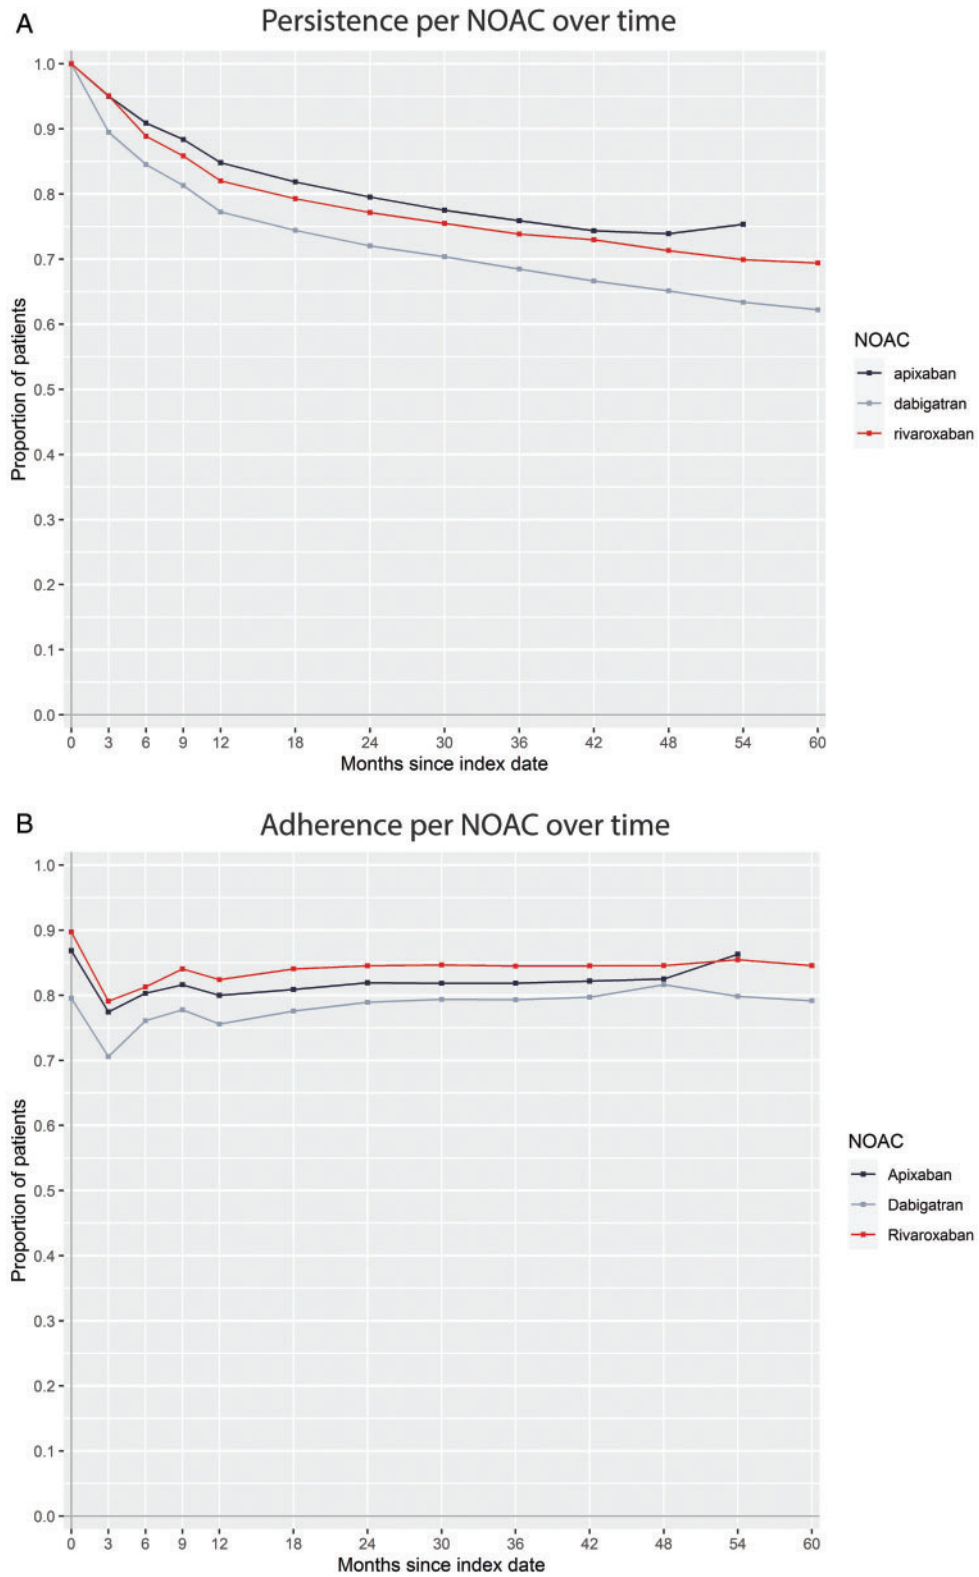 A
Persistence per NOAC over time
1.0
0.9
0.8
0.7
0.6
0.5
0.4
0.3
0.2
0.1
0.0
Proportion of patients
0 3 6 9 12 18 24 30 36 42 48 54 60
Months since index date
NOAC
apixaban
dabigatran
rivaroxaban
B
Adherence per NOAC over time
1.0
0.9
0.8
0.7
0.6
0.5
0.4
0.3
0.2
0.1
0.0
Proportion of patients
0 3 6 9 12 18 24 30 36 42 48 54 60
Months since index date
NOAC
Apixaban
Dabigatran
Rivaroxaban